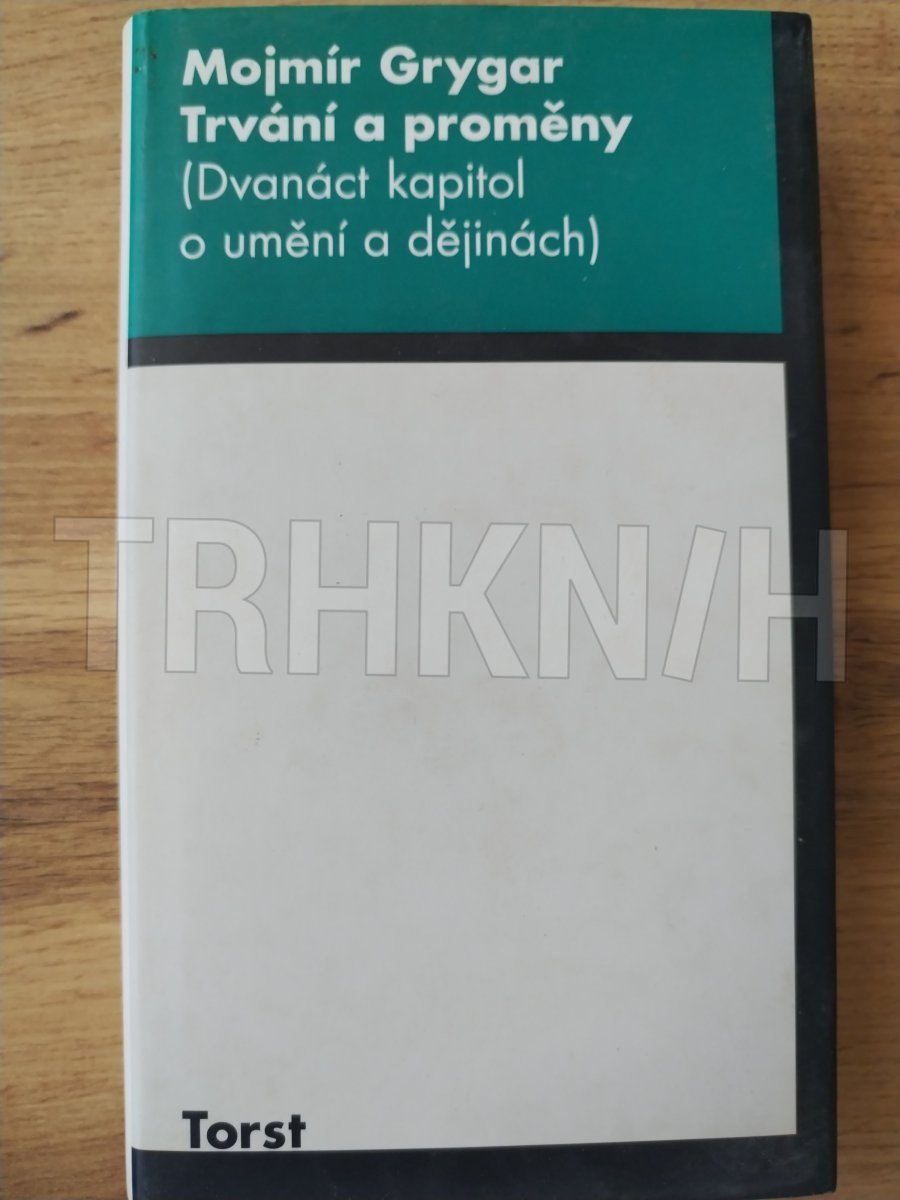 Mojmír Grygar
Trvání a proměny
(Dvanáct kapitol
o umění a dějinách)
TRHKNIH
Torst